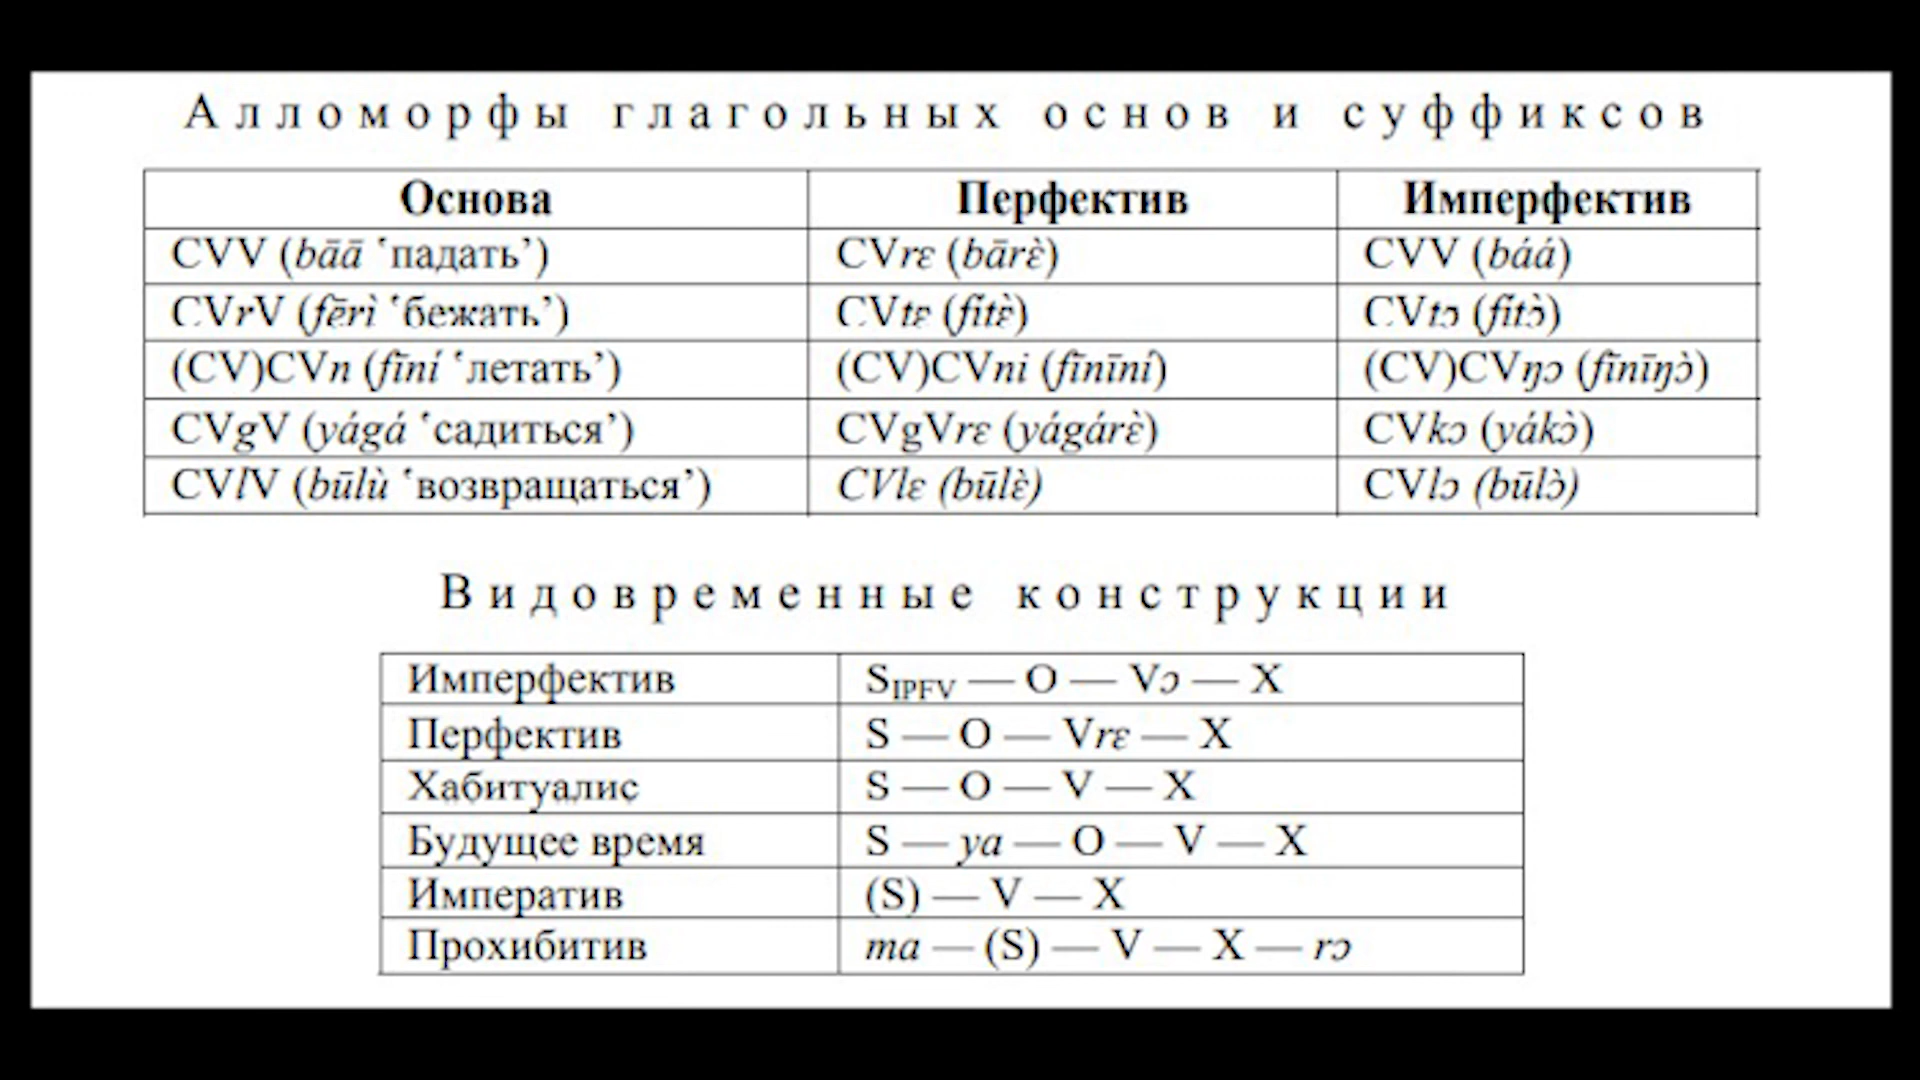 Алломорфы глагольных основ и суффиксов
Основа Перфектив Имперфектив
CVV (bāā ‛падать’) CVrɛ (bārɛ̀) CVV (báá)
CVrV (fērì ‛бежать’) CVtɛ (fítɛ̀) CVtɔ (fítɔ̀)
(CV)CVn (fīní ‛летать’) (CV)CVni (fīnīní) (CV)CVŋɔ (fīnīŋɔ̀)
CVgV (yágá ‛садиться’) CVgVrɛ (yágárɛ̀) CVkɔ (yákɔ̀)
CVlV (būlù ‛возвращаться’) CVlɛ (būlɛ̀) CVlɔ (būlɔ̀)
Видовременные конструкции
Имперфектив SIPFV — O — Vɔ — X
Перфектив S — O — Vrɛ — X
Хабитуалис S — O — V — X
Будущее время S — ya — O — V — X
Императив (S) — V — X
Прохибитив ma — (S) — V — X — rɔ